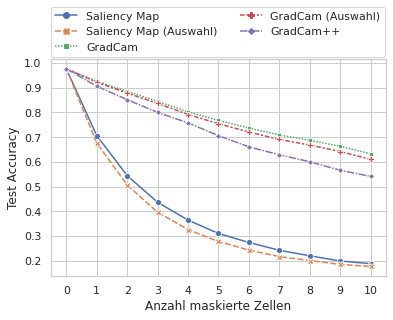 Saliency Map
Saliency Map (Auswahl)
GradCam
GradCam (Auswahl)
GradCam++
1.0
0.9
0.8
0.7
0.6
0.5
0.4
0.3
0.2
Test Accuracy
0 1 2 3 4 5 6 7 8 9 10
Anzahl maskierte Zellen